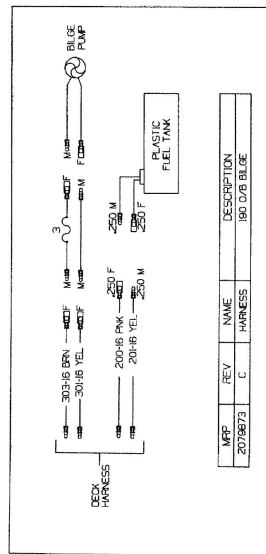 BILGE
PUMP
M F M
3
F M F
M
M
F
F
303-16 BRN
301-16 YEL
.250 F
.250 M
200-16 PNK
201-16 YEL
.250 M
.250 F
PLASTIC
FUEL TANK
DECK
HARNESS
MRP REV NAME DESCRIPTION
2079873 C HARNESS 190 O/B BILGE